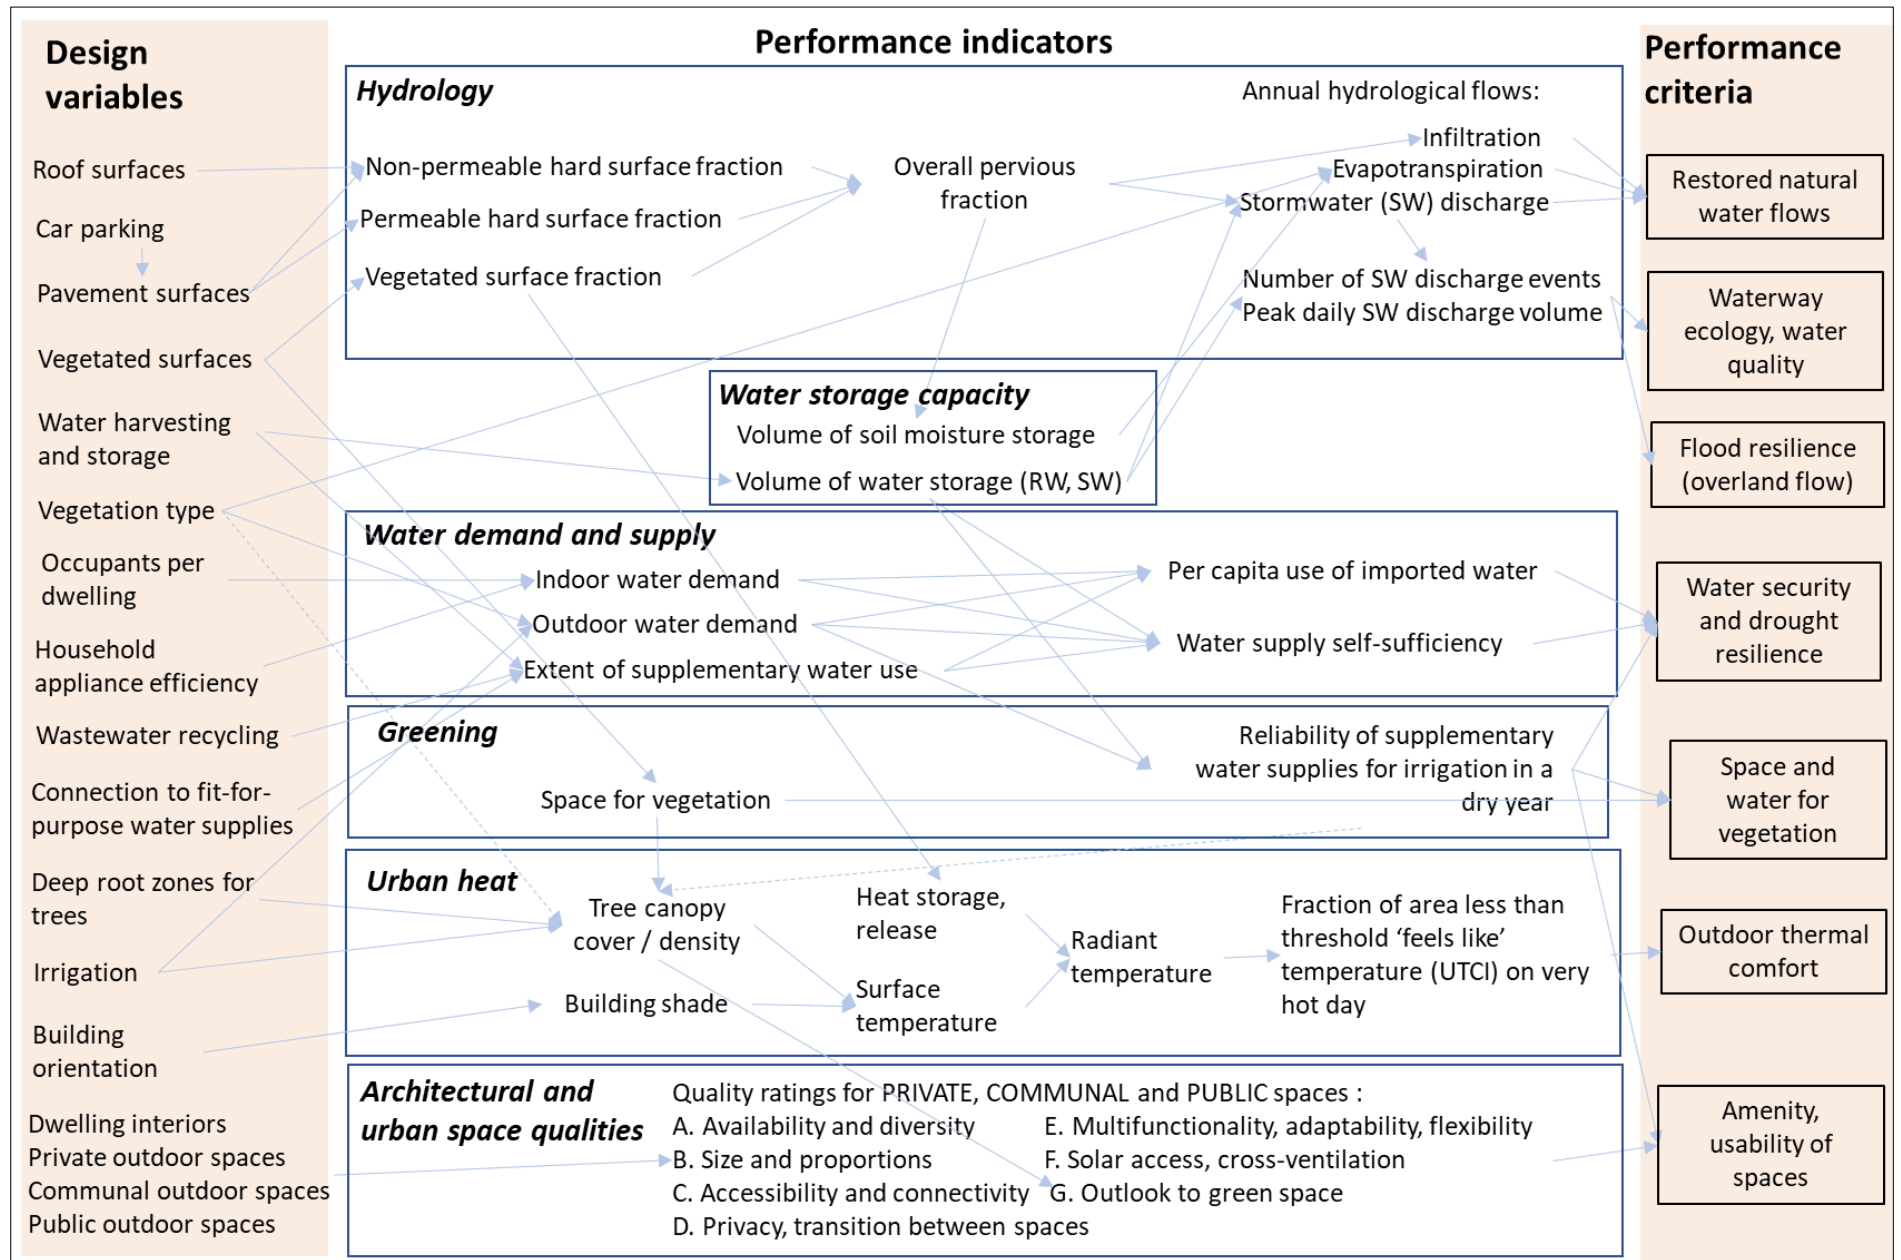 Design
variables
Roof surfaces
Car parking
Pavement surfaces
Vegetated surfaces
Water harvesting
and storage
Vegetation type
Occupants per
dwelling
Household
appliance efficiency
Wastewater recycling
Connection to fit-for-
purpose water supplies
Deep root zones for
trees
Irrigation
Building
orientation
Dwelling interiors
Private outdoor spaces
Communal outdoor spaces
Public outdoor spaces
Performance indicators
Hydrology
Non-permeable hard surface fraction
Permeable hard surface fraction
Vegetated surface fraction
Overall pervious
fraction
Annual hydrological flows:
Infiltration
Evapotranspiration
Stormwater (SW) discharge
Number of SW discharge events
Peak daily SW discharge volume
Water storage capacity
Volume of soil moisture storage
Volume of water storage (RW, SW)
Water demand and supply
Indoor water demand
Outdoor water demand
Extent of supplementary water use
Per capita use of imported water
Water supply self-sufficiency
Greening
Space for vegetation
Reliability of supplementary
water supplies for irrigation in a
dry year
Urban heat
Tree canopy
cover / density
Building shade
Heat storage,
release
Surface
temperature
Radiant
temperature
Fraction of area less than
threshold ‘feels like’
temperature (UTCI) on very
hot day
Architectural and
urban space qualities
Quality ratings for PRIVATE, COMMUNAL and PUBLIC spaces :
A. Availability and diversity
B. Size and proportions
C. Accessibility and connectivity
D. Privacy, transition between spaces
E. Multifunctionality, adaptability, flexibility
F. Solar access, cross-ventilation
G. Outlook to green space
Performance
criteria
Restored natural
water flows
Waterway
ecology, water
quality
Flood resilience
(overland flow)
Water security
and drought
resilience
Space and
water for
vegetation
Outdoor thermal
comfort
Amenity,
usability of
spaces